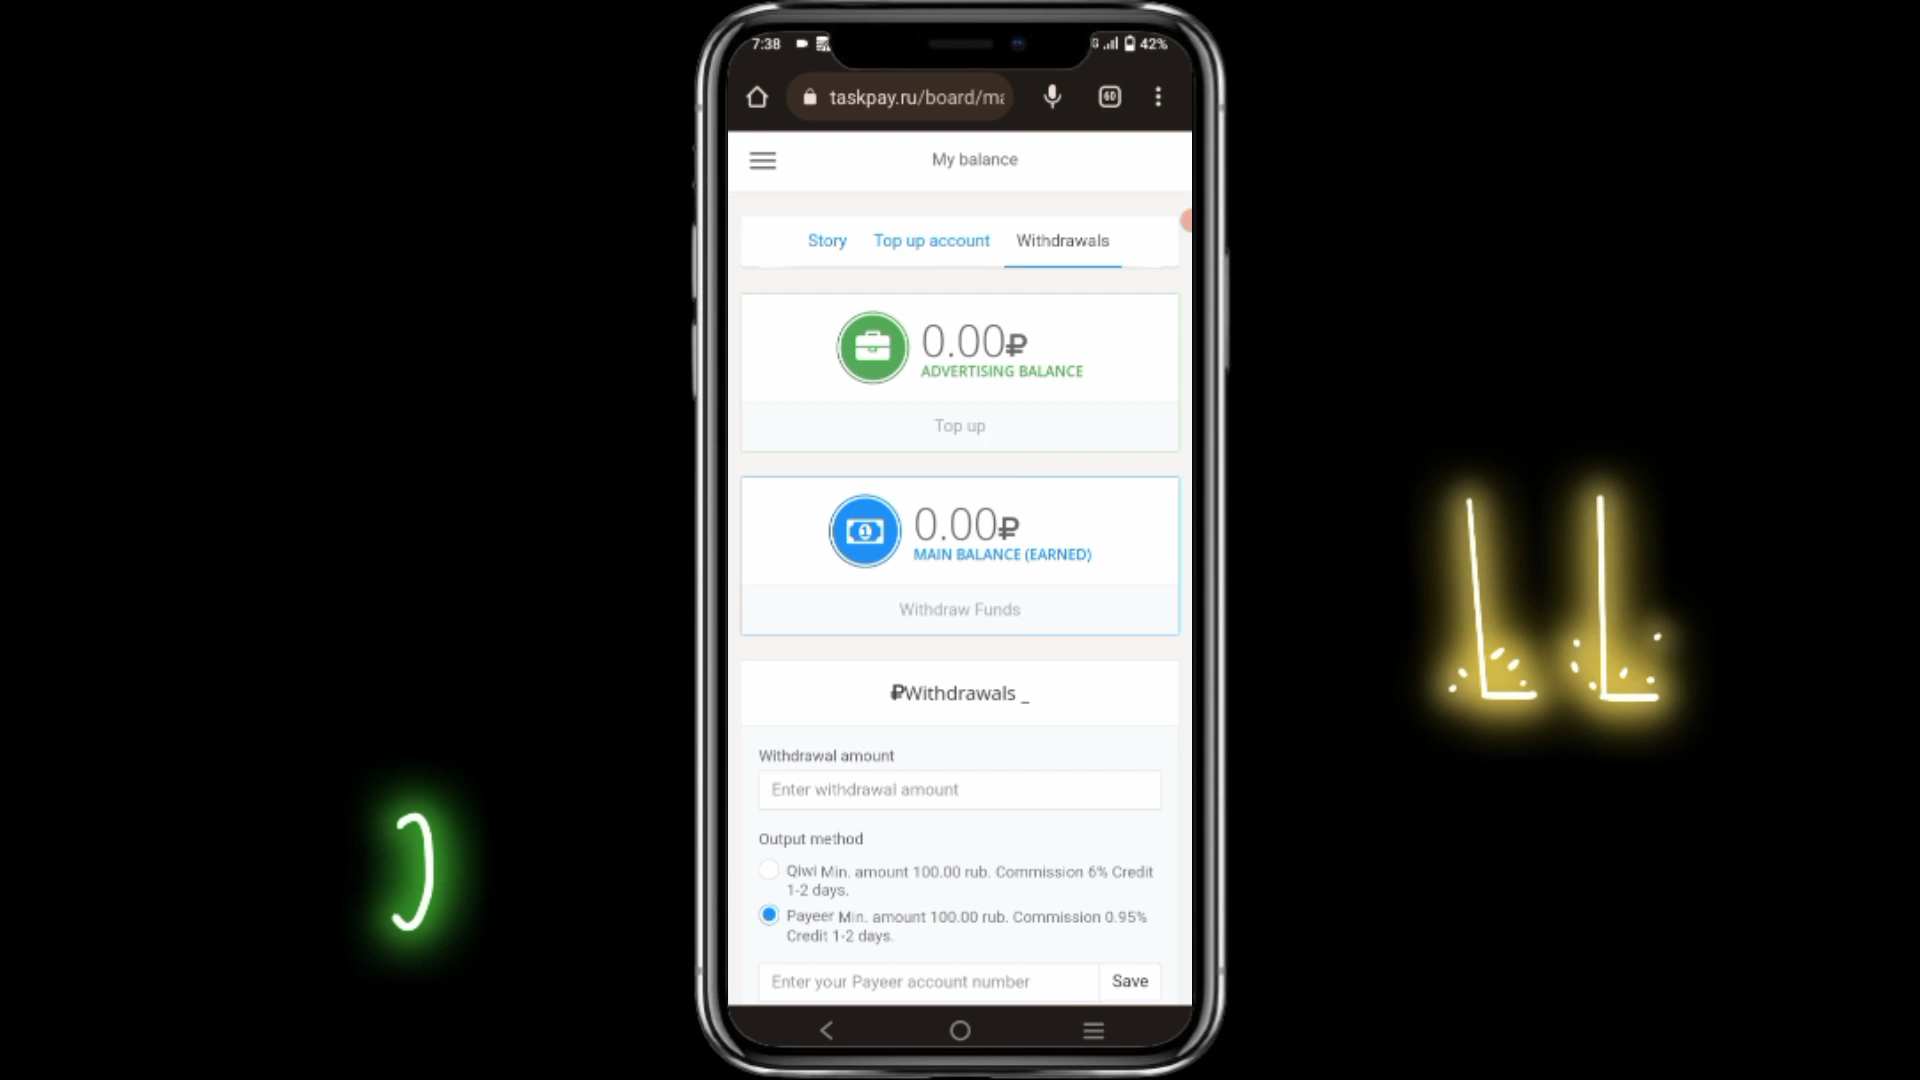 7:38
G 42%
taskpay.ru/board/ma
60
My balance
Story Top up account Withdrawals
0.00₽
ADVERTISING BALANCE
Top up
0.00₽
MAIN BALANCE (EARNED)
Withdraw Funds
₽Withdrawals _
Withdrawal amount
Enter withdrawal amount
Output method
Qiwi Min. amount 100.00 rub. Commission 6% Credit
1-2 days.
Payeer Min. amount 100.00 rub. Commission 0.95%
Credit 1-2 days.
Enter your Payeer account number Save